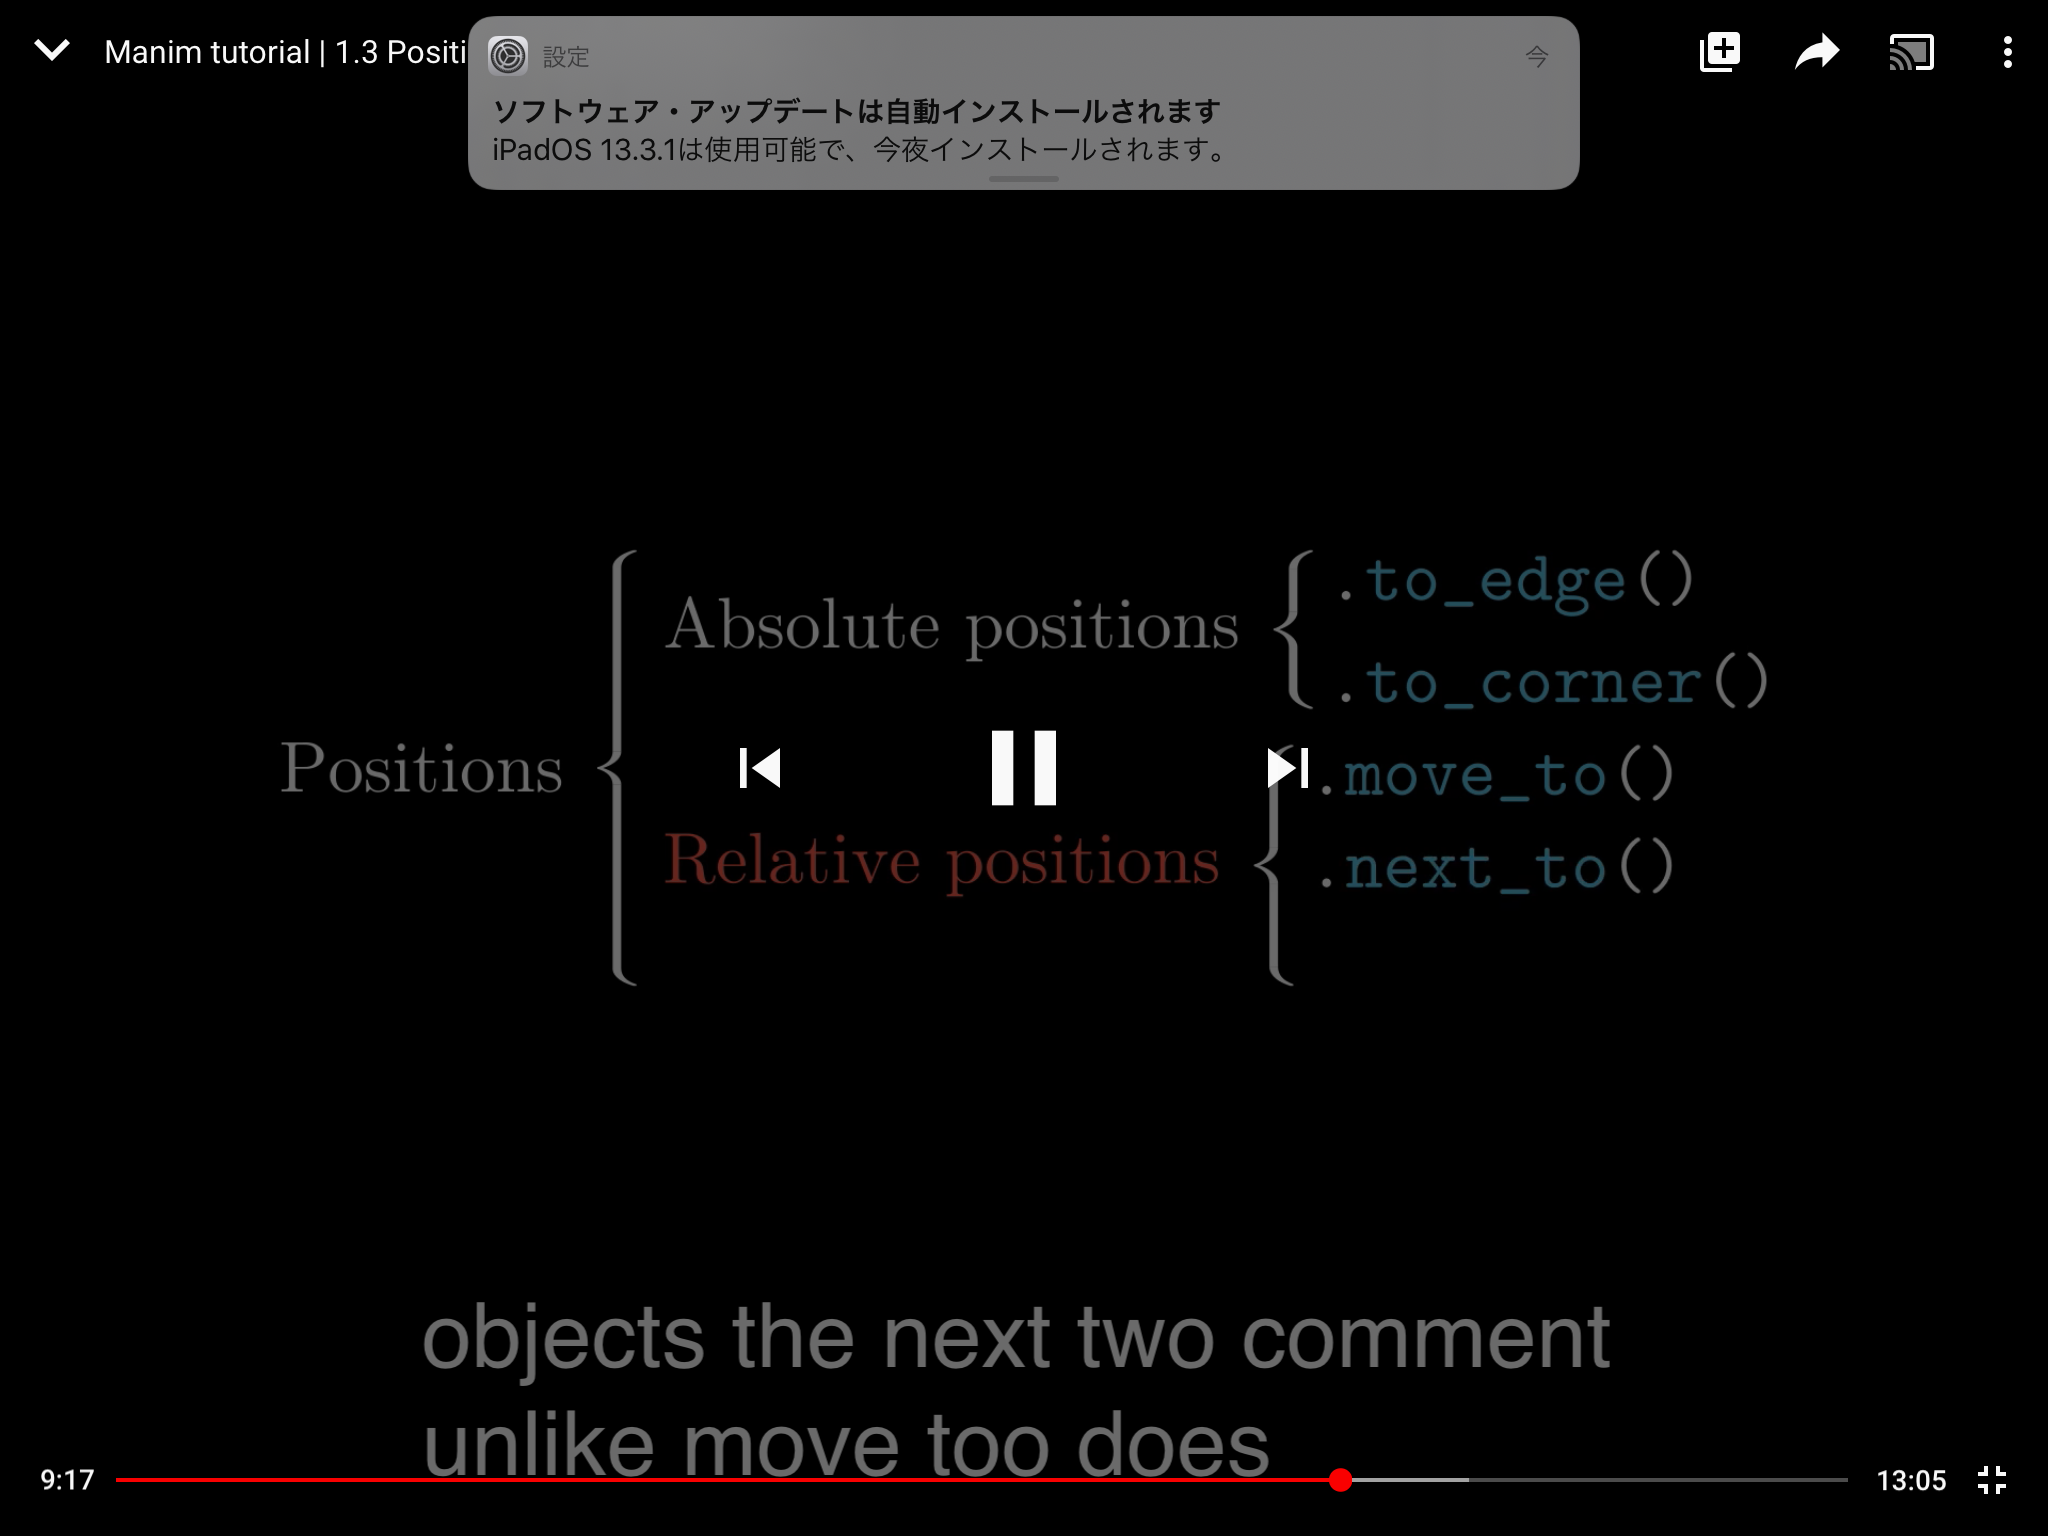 Manim tutorial | 1.3 Positi
設定
今
ソフトウェア・アップデートは自動インストールされます
iPadOS 13.3.1は使用可能で、今夜インストールされます。
Positions
Absolute positions
.to_edge()
.to_corner()
Relative positions
.move_to()
.next_to()
objects the next two comment
unlike move too does
9:17
13:05